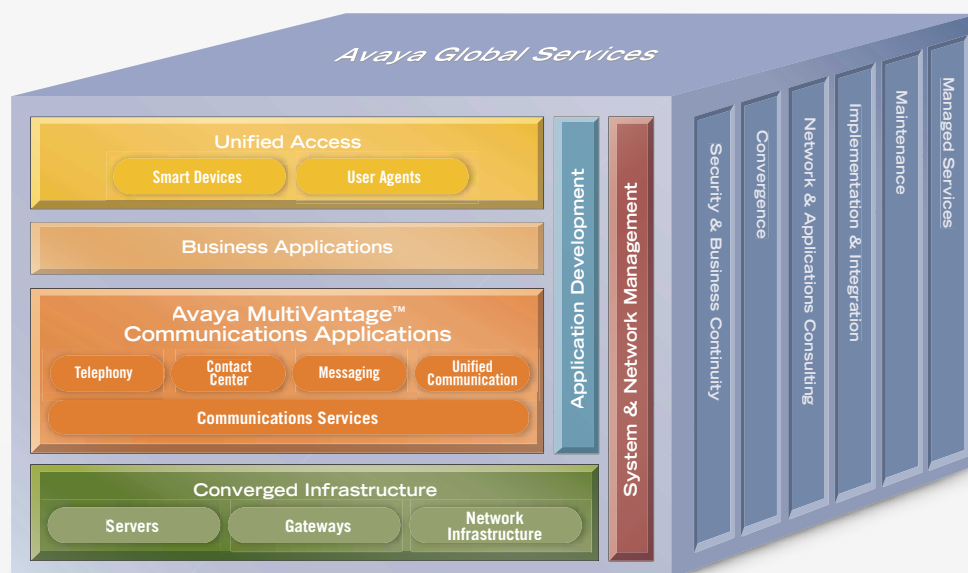 Avaya Global Services
Unified Access
Smart Devices
User Agents
Business Applications
Avaya MultiVantage™
Communications Applications
Telephony
Contact
Center
Messaging
Unified
Communication
Communications Services
Converged Infrastructure
Servers
Gateways
Network
Infrastructure
Application Development
System & Network Management
Security & Business Continuity
Convergence
Network & Applications Consulting
Implementation & Integration
Maintenance
Managed Services